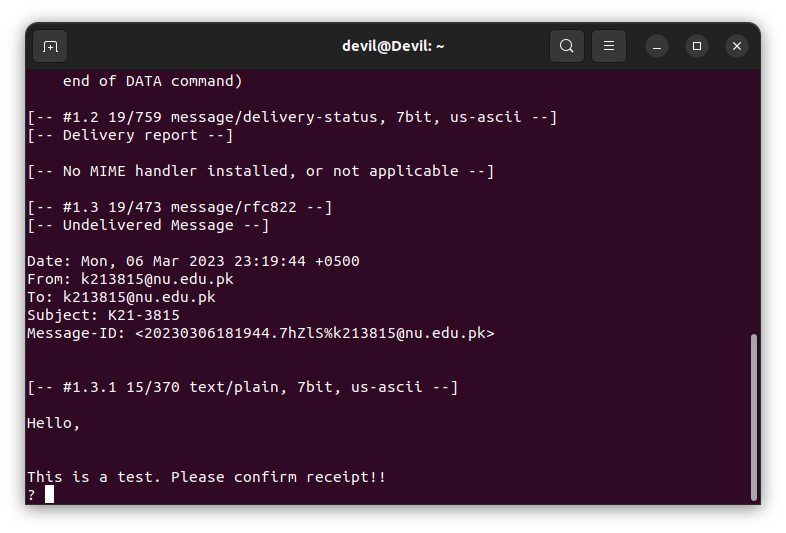 devil@Devil: ~
    end of DATA command)

[-- #1.2 19/759 message/delivery-status, 7bit, us-ascii --]
[-- Delivery report --]

[-- No MIME handler installed, or not applicable --]

[-- #1.3 19/473 message/rfc822 --]
[-- Undelivered Message --]

Date: Mon, 06 Mar 2023 23:19:44 +0500
From: k213815@nu.edu.pk
To: k213815@nu.edu.pk
Subject: K21-3815
Message-ID: <20230306181944.7hZlS%k213815@nu.edu.pk>


[-- #1.3.1 15/370 text/plain, 7bit, us-ascii --]

Hello,


This is a test. Please confirm receipt!!
?